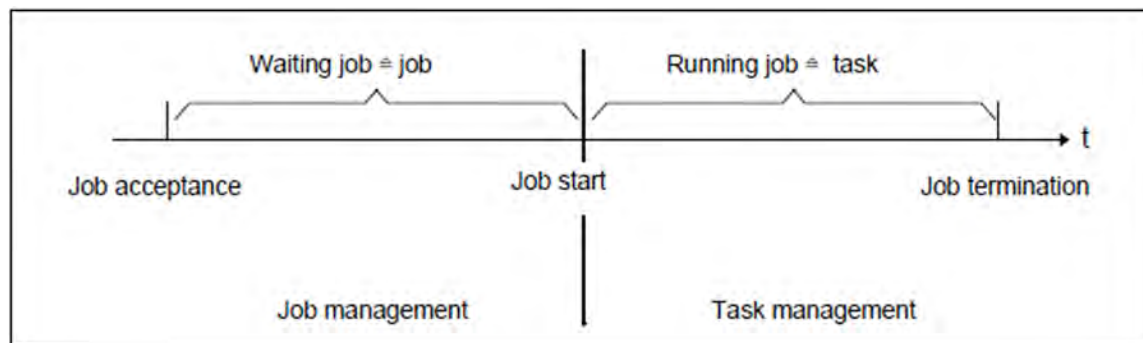 Waiting job ≙ job
Running job ≙ task
t
Job acceptance
Job start
Job termination
Job management
Task management